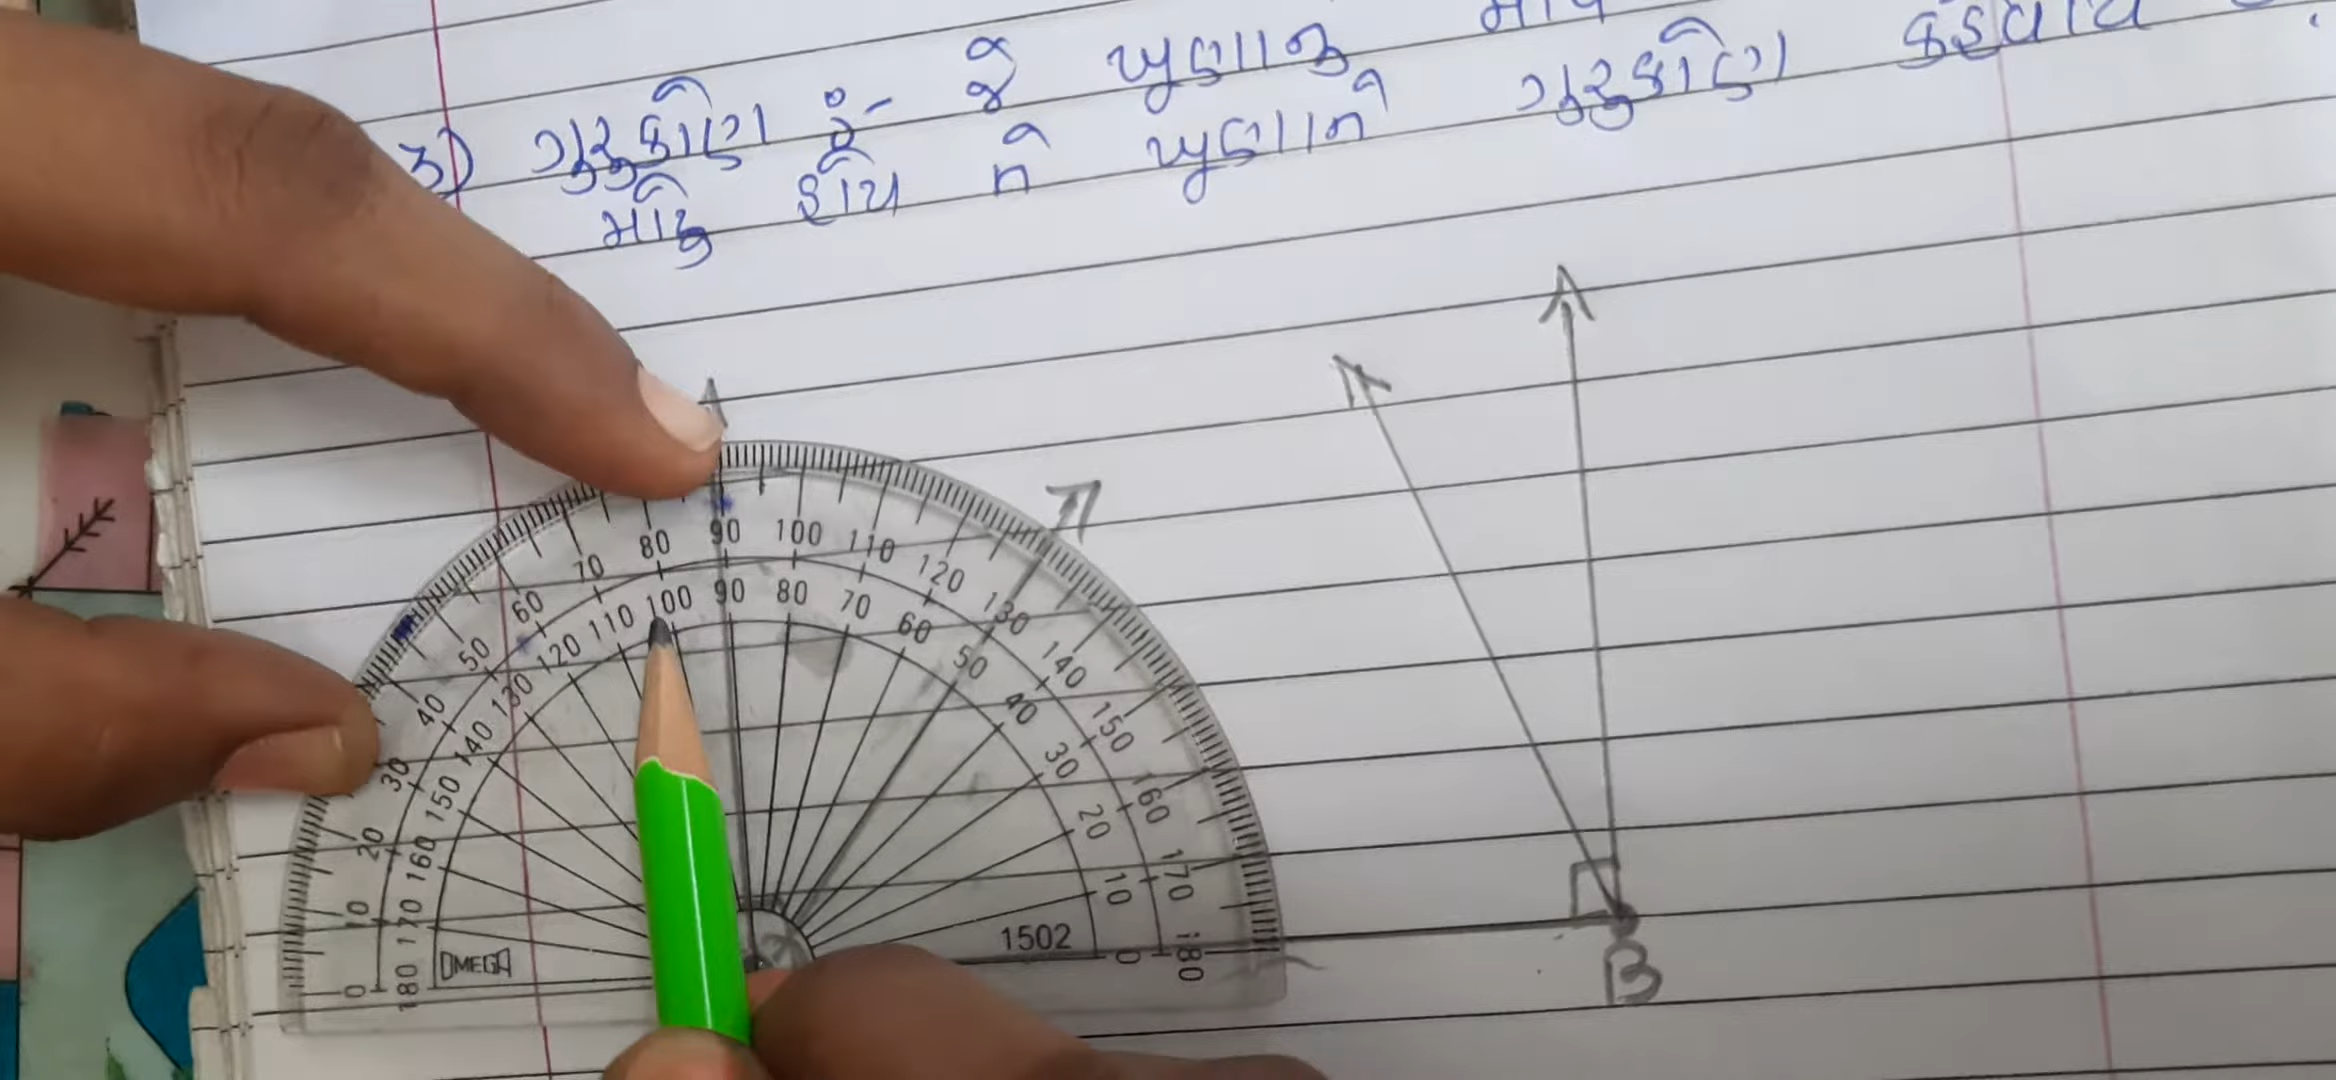 3) ગુરુકોણ :- જે ખૂણાનું માપ
મોટું હોય તે ખૂણાને ગુરુકોણ કહેવાય
80 90 100 110 120 130 140 150 160 170 180
70 60 50 40 30 20 10 0
180 170 160 150 140 130 120 110 100 90 80 70 60 50 40 30 20 10 0
OMEGA
1502
B